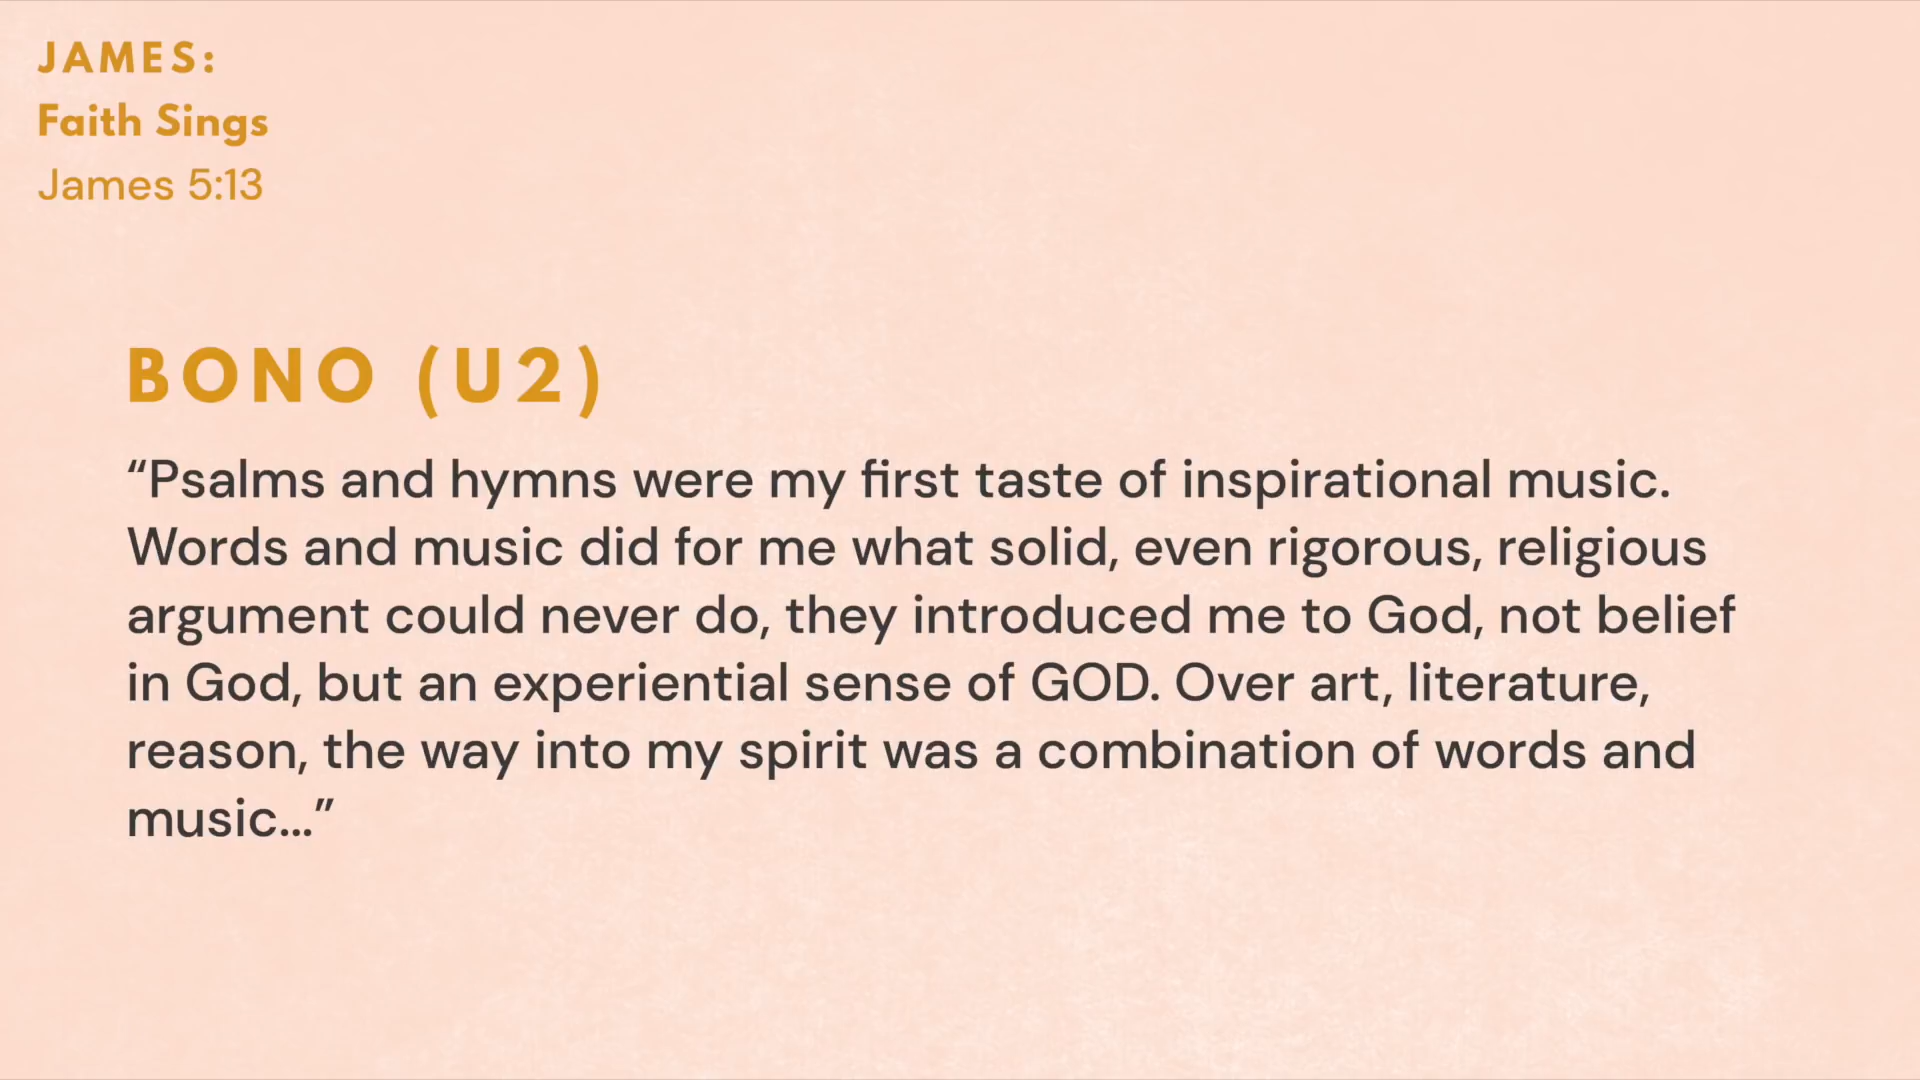 JAMES:
Faith Sings
James 5:13
BONO (U2)
“Psalms and hymns were my first taste of inspirational music.
Words and music did for me what solid, even rigorous, religious
argument could never do, they introduced me to God, not belief
in God, but an experiential sense of GOD. Over art, literature,
reason, the way into my spirit was a combination of words and
music...”